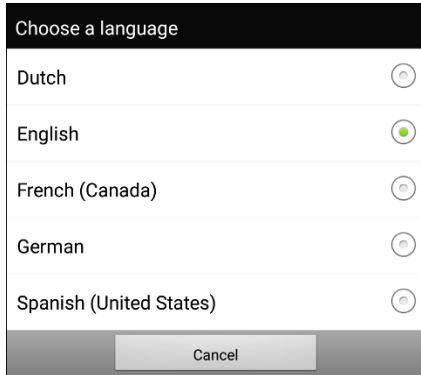 Choose a language
Dutch
English
French (Canada)
German
Spanish (United States)
Cancel